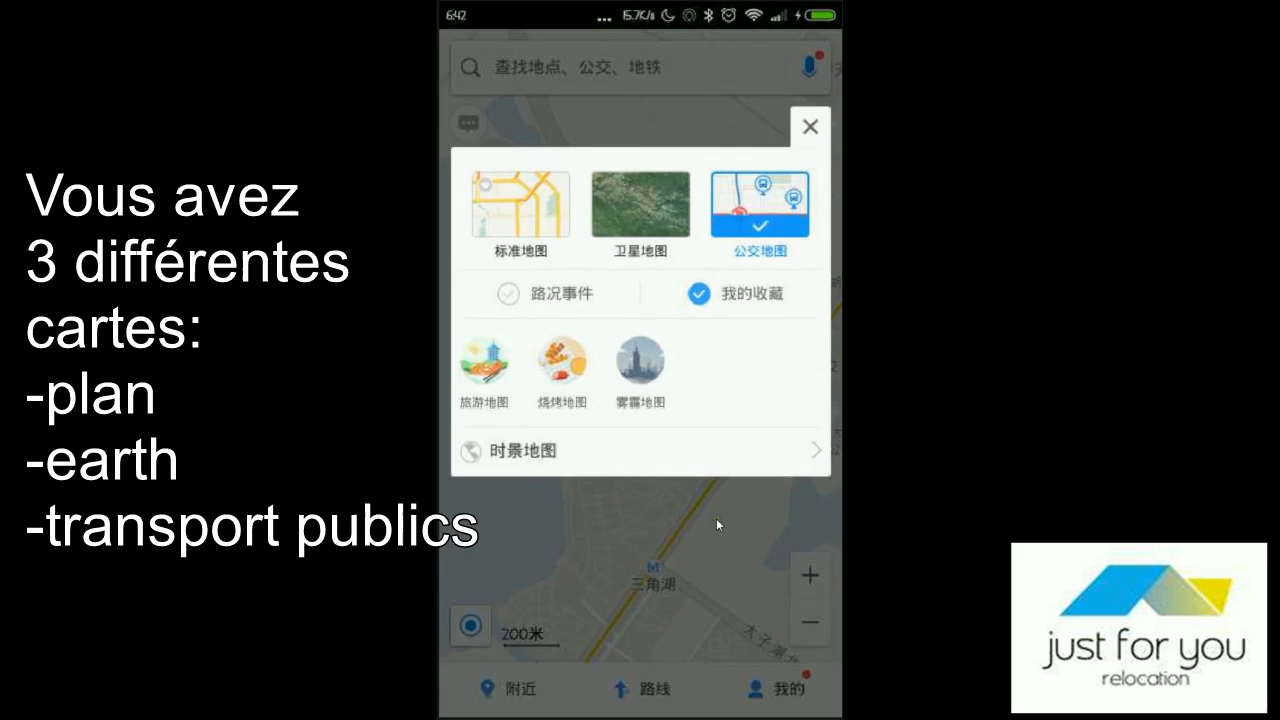 Vous avez
3 différentes
cartes:
-plan
-earth
-transport publics
6:42
... 15.7K/s
查找地点、公交、地铁
标准地图 卫星地图 公交地图
路况事件 我的收藏
旅游地图 烧烤地图 雾霾地图
时景地图
三角湖
200米
附近 路线 我的
just for you
relocation